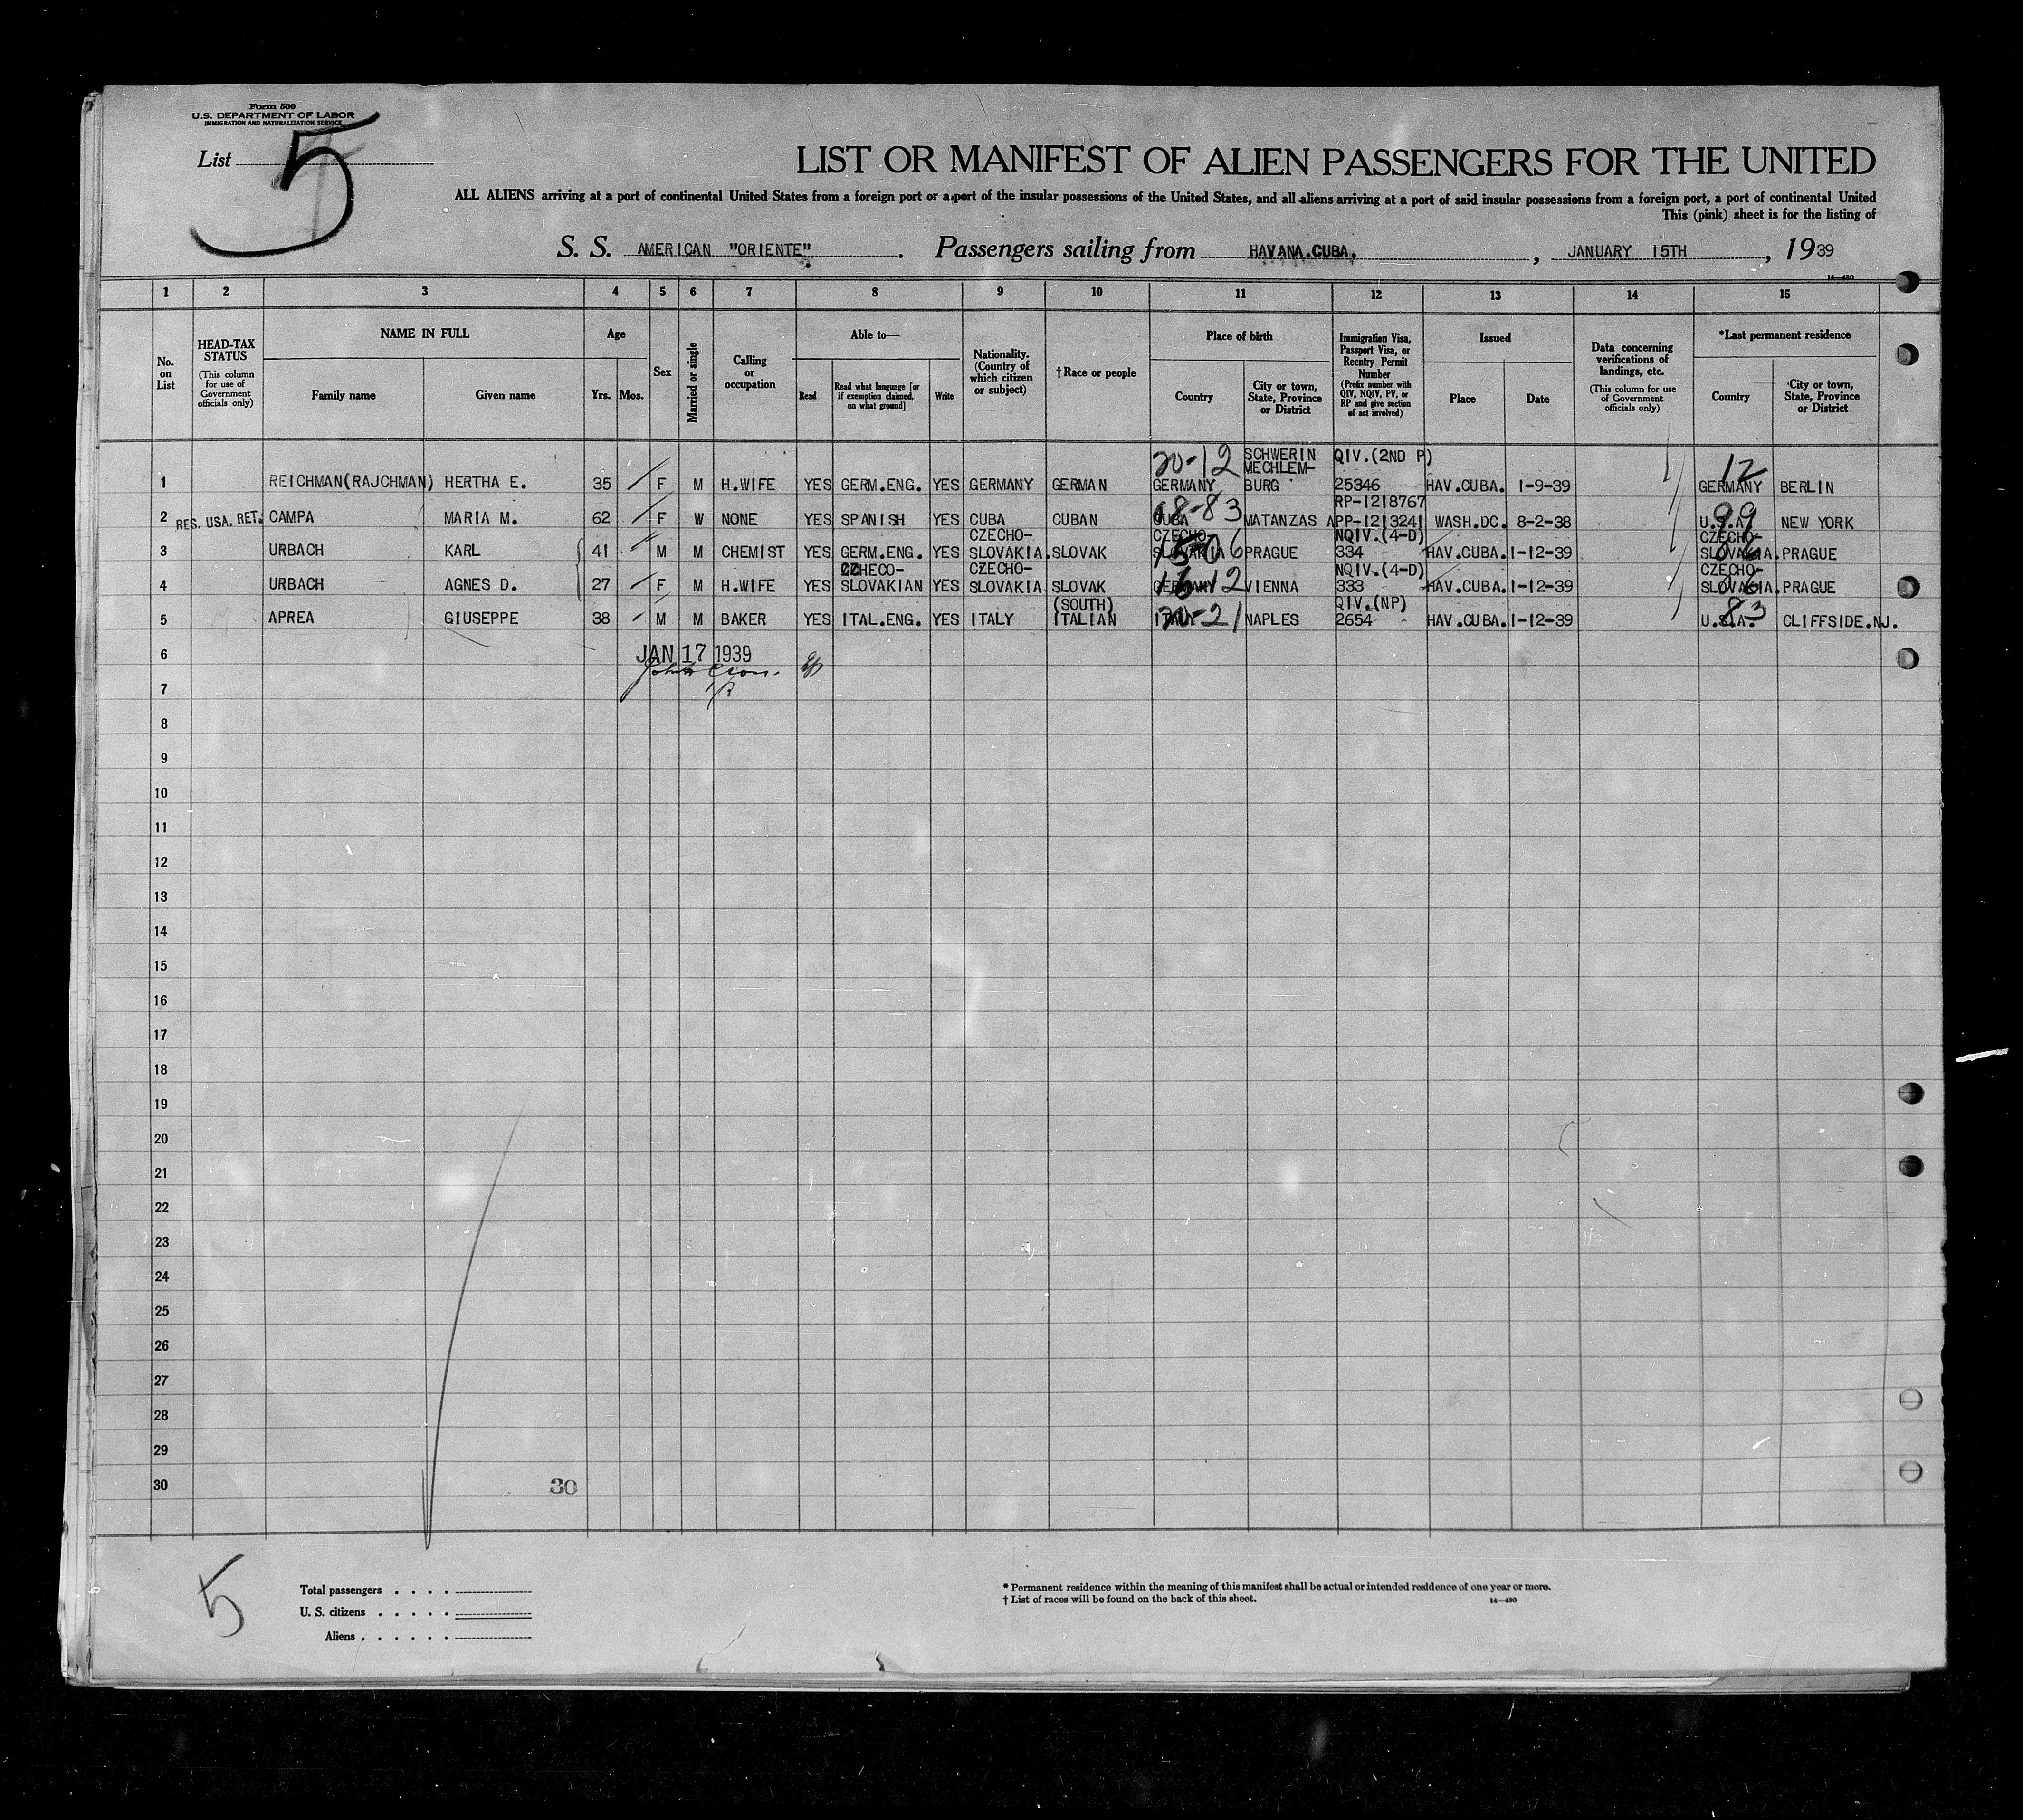 Form 500
U.S. DEPARTMENT OF LABOR
IMMIGRATION AND NATURALIZATION SERVICE
List 5
LIST OR MANIFEST OF ALIEN PASSENGERS FOR THE UNITED
ALL ALIENS arriving at a port of continental United States from a foreign port or a port of the insular possessions of the United States, and all aliens arriving at a port of said insular possessions from a foreign port, a port of continental United
This (pink) sheet is for the listing of
S. S. AMERICAN "ORIENTE". Passengers sailing from HAVANA.CUBA. , JANUARY 15TH , 1939
14—430
1 2 3 4 5 6 7 8 9 10 11 12 13 14 15
No. on List
HEAD-TAX STATUS
(This column for use of Government officials only)
NAME IN FULL
Family name
Given name
Age
Yrs.
Mos.
Sex
Married or single
Calling or occupation
Able to—
Read
Read what language [or if exemption claimed, on what ground]
Write
Nationality. (Country of which citizen or subject)
†Race or people
Place of birth
Country
City or town, State, Province or District
Immigration Visa, Passport Visa, or Reentry Permit Number
(Prefix number with QIV, NQIV, PV, or RP and give section of act involved)
Issued
Place
Date
Data concerning verifications of landings, etc.
(This column for use of Government officials only)
*Last permanent residence
Country
City or town, State, Province or District
20-12 SCHWERIN QIV.(2ND P) 12
MECHLEM-
1 REICHMAN(RAJCHMAN) HERTHA E. 35 F M H.WIFE YES GERM.ENG. YES GERMANY GERMAN GERMANY BURG 25346 HAV.CUBA. 1-9-39 GERMANY BERLIN
RP-1218767
2 RES. USA. RET. CAMPA MARIA M. 62 F W NONE YES SPANISH YES CUBA CUBAN CUBA MATANZAS APP-1213241 WASH.DC. 8-2-38 U.S.A. 99 NEW YORK
CZECHO- CZECHO- NQIV.(4-D) CZECHO-
3 URBACH KARL 41 M M CHEMIST YES GERM.ENG. YES SLOVAKIA. SLOVAK SLOVAKIA PRAGUE 334 HAV.CUBA. 1-12-39 SLOVAKIA. PRAGUE
CZHECO- CZECHO- NQIV.(4-D) CZECHO-
4 URBACH AGNES D. 27 F M H.WIFE YES SLOVAKIAN YES SLOVAKIA SLOVAK GERMANY VIENNA 333 HAV.CUBA. 1-12-39 SLOVAKIA. PRAGUE
(SOUTH) QIV.(NP)
5 APREA GIUSEPPE 38 M M BAKER YES ITAL.ENG. YES ITALY ITALIAN ITALY 20-21 NAPLES 2654 HAV.CUBA. 1-12-39 U.S.A. 83 CLIFFSIDE.NJ.
6 JAN 17 1939
7
8
9
10
11
12
13
14
15
16
17
18
19
20
21
22
23
24
25
26
27
28
29
30 30
5
Total passengers . . . .
U. S. citizens . . . . .
Aliens . . . . . .
* Permanent residence within the meaning of this manifest shall be actual or intended residence of one year or more.
† List of races will be found on the back of this sheet.
14—430